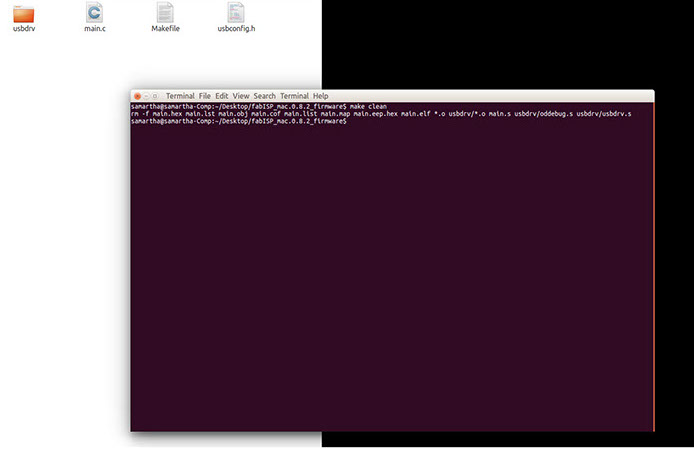 usbdrv main.c Makefile usbconfig.h
Terminal File Edit View Search Terminal Help
samartha@samartha-Comp:~/Desktop/fabISP_mac.0.8.2_firmware$ make clean
rm -f main.hex main.lst main.obj main.cof main.list main.map main.eep.hex main.elf *.o usbdrv/*.o main.s usbdrv/oddebug.s usbdrv/usbdrv.s
samartha@samartha-Comp:~/Desktop/fabISP_mac.0.8.2_firmware$